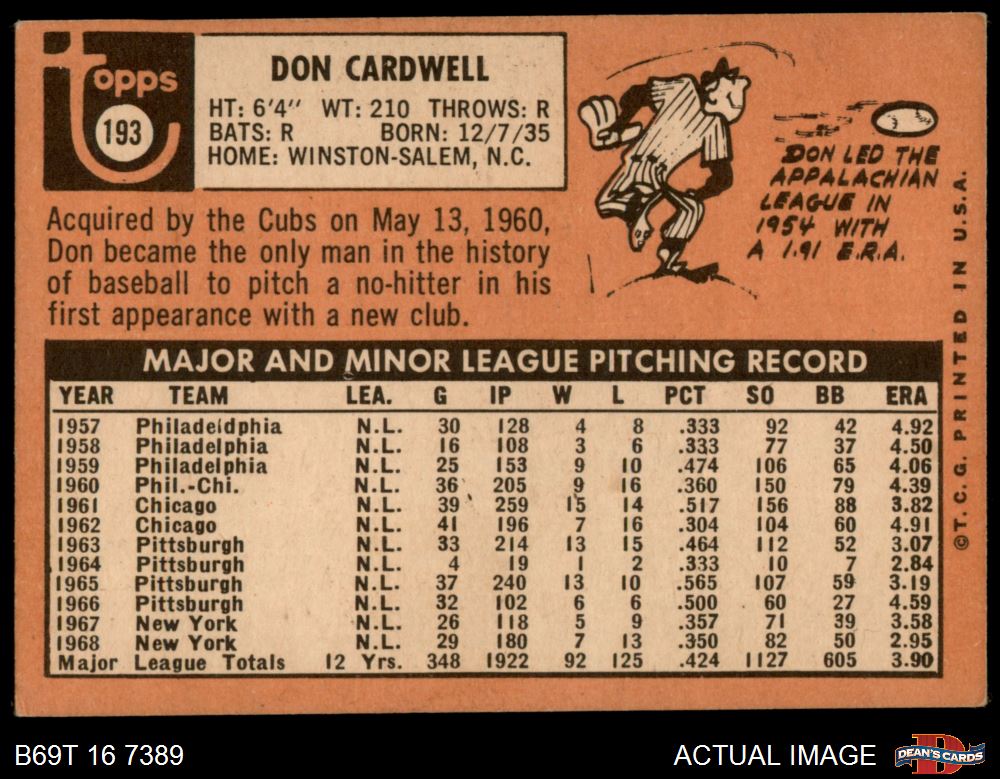 topps
193
DON CARDWELL
HT: 6'4" WT: 210 THROWS: R
BATS: R BORN: 12/7/35
HOME: WINSTON-SALEM, N.C.
DON LED THE
APPALACHIAN
LEAGUE IN
1954 WITH
A 1.91 E.R.A.
Acquired by the Cubs on May 13, 1960,
Don became the only man in the history
of baseball to pitch a no-hitter in his
first appearance with a new club.
MAJOR AND MINOR LEAGUE PITCHING RECORD
YEAR TEAM LEA. G IP W L PCT SO BB ERA
1957 Philadeldphia N.L. 30 128 4 8 .333 92 42 4.92
1958 Philadelphia N.L. 16 108 3 6 .333 77 37 4.50
1959 Philadelphia N.L. 25 153 9 10 .474 106 65 4.06
1960 Phil.-Chi. N.L. 36 205 9 16 .360 150 79 4.39
1961 Chicago N.L. 39 259 15 14 .517 156 88 3.82
1962 Chicago N.L. 41 196 7 16 .304 104 60 4.91
1963 Pittsburgh N.L. 33 214 13 15 .464 112 52 3.07
1964 Pittsburgh N.L. 4 19 1 2 .333 10 7 2.84
1965 Pittsburgh N.L. 37 240 13 10 .565 107 59 3.19
1966 Pittsburgh N.L. 32 102 6 6 .500 60 27 4.59
1967 New York N.L. 26 118 5 9 .357 71 39 3.58
1968 New York N.L. 29 180 7 13 .350 82 50 2.95
Major League Totals 12 Yrs. 348 1922 92 125 .424 1127 605 3.90
©T.C.G. PRINTED IN U.S.A.
B69T 16 7389
ACTUAL IMAGE
D
DEAN'S CARDS